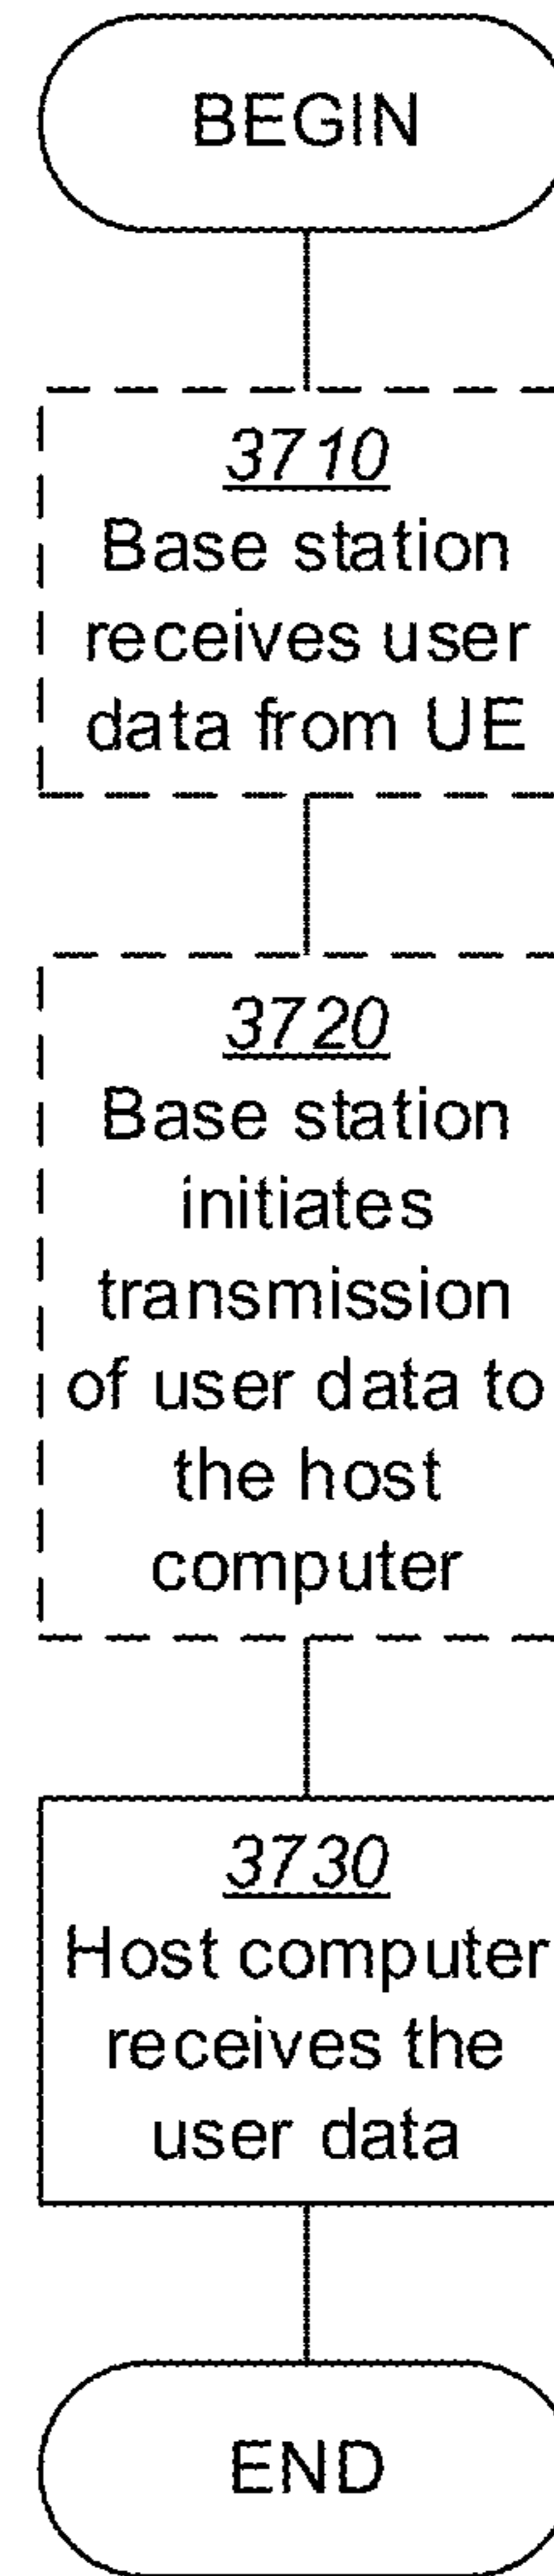 BEGIN
3710
Base station
receives user
data from UE
3720
Base station
initiates
transmission
of user data to
the host
computer
3730
Host computer
receives the
user data
END